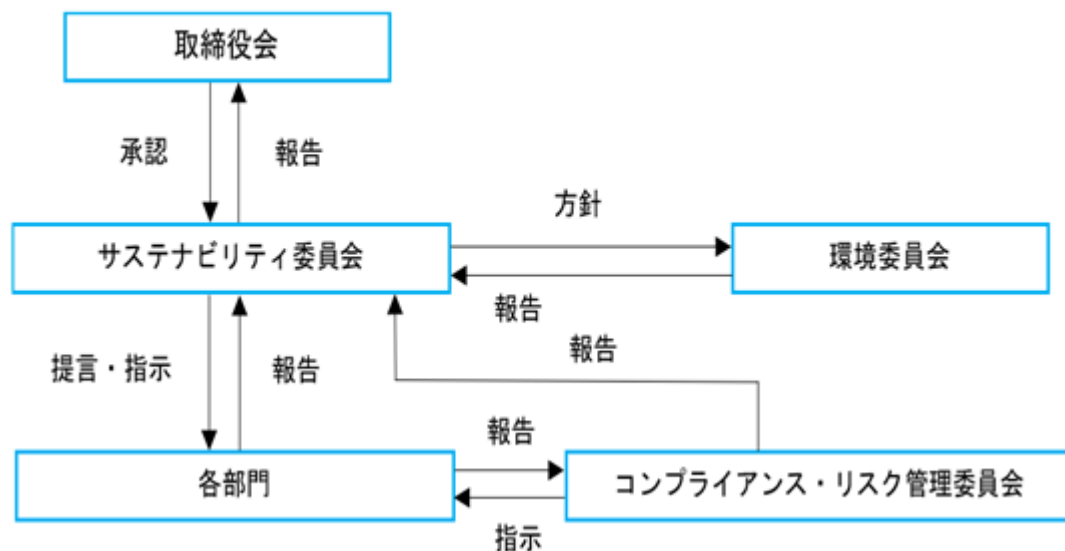 取締役会
承認
報告
方針
サステナビリティ委員会
環境委員会
報告
報告
提言・指示
報告
報告
各部門
コンプライアンス・リスク管理委員会
指示